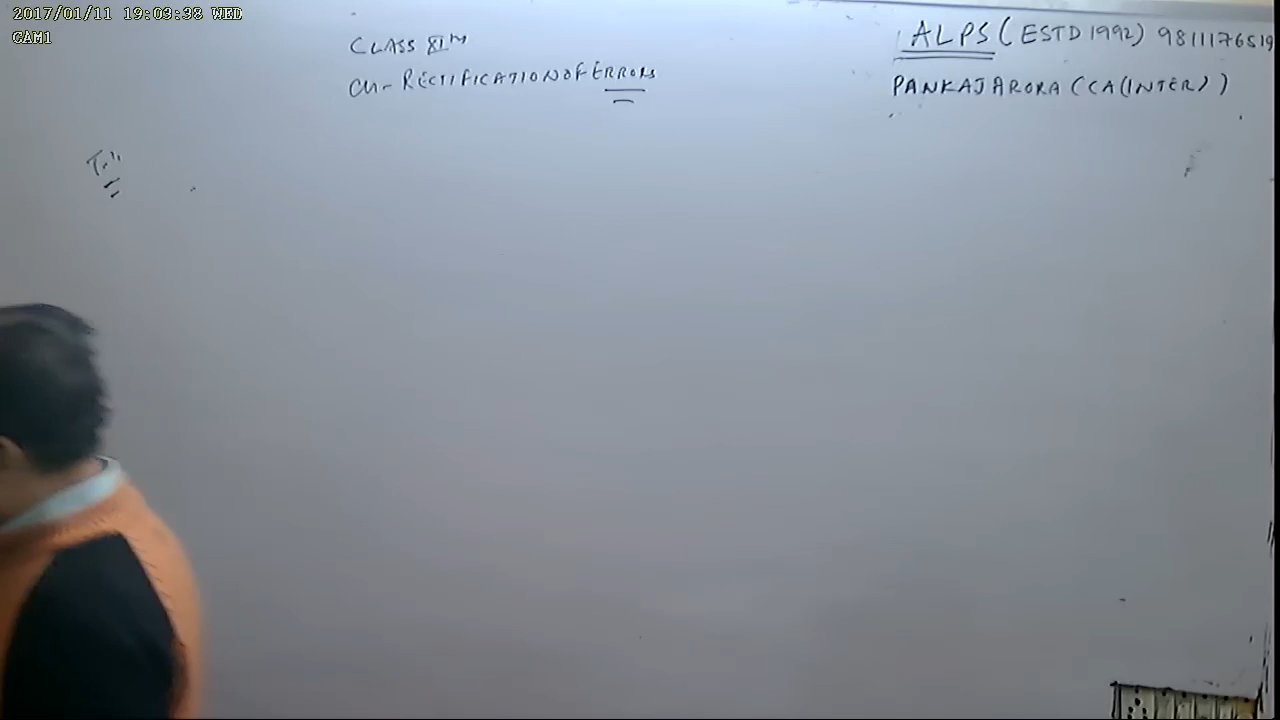 2017/01/11 19:03:38 WED
CAM1
CLASS XITH
CH- RECTIFICATION OF ERRORS
ALPS (ESTD 1992) 9811176519
PANKAJ ARORA (CA(INTER))